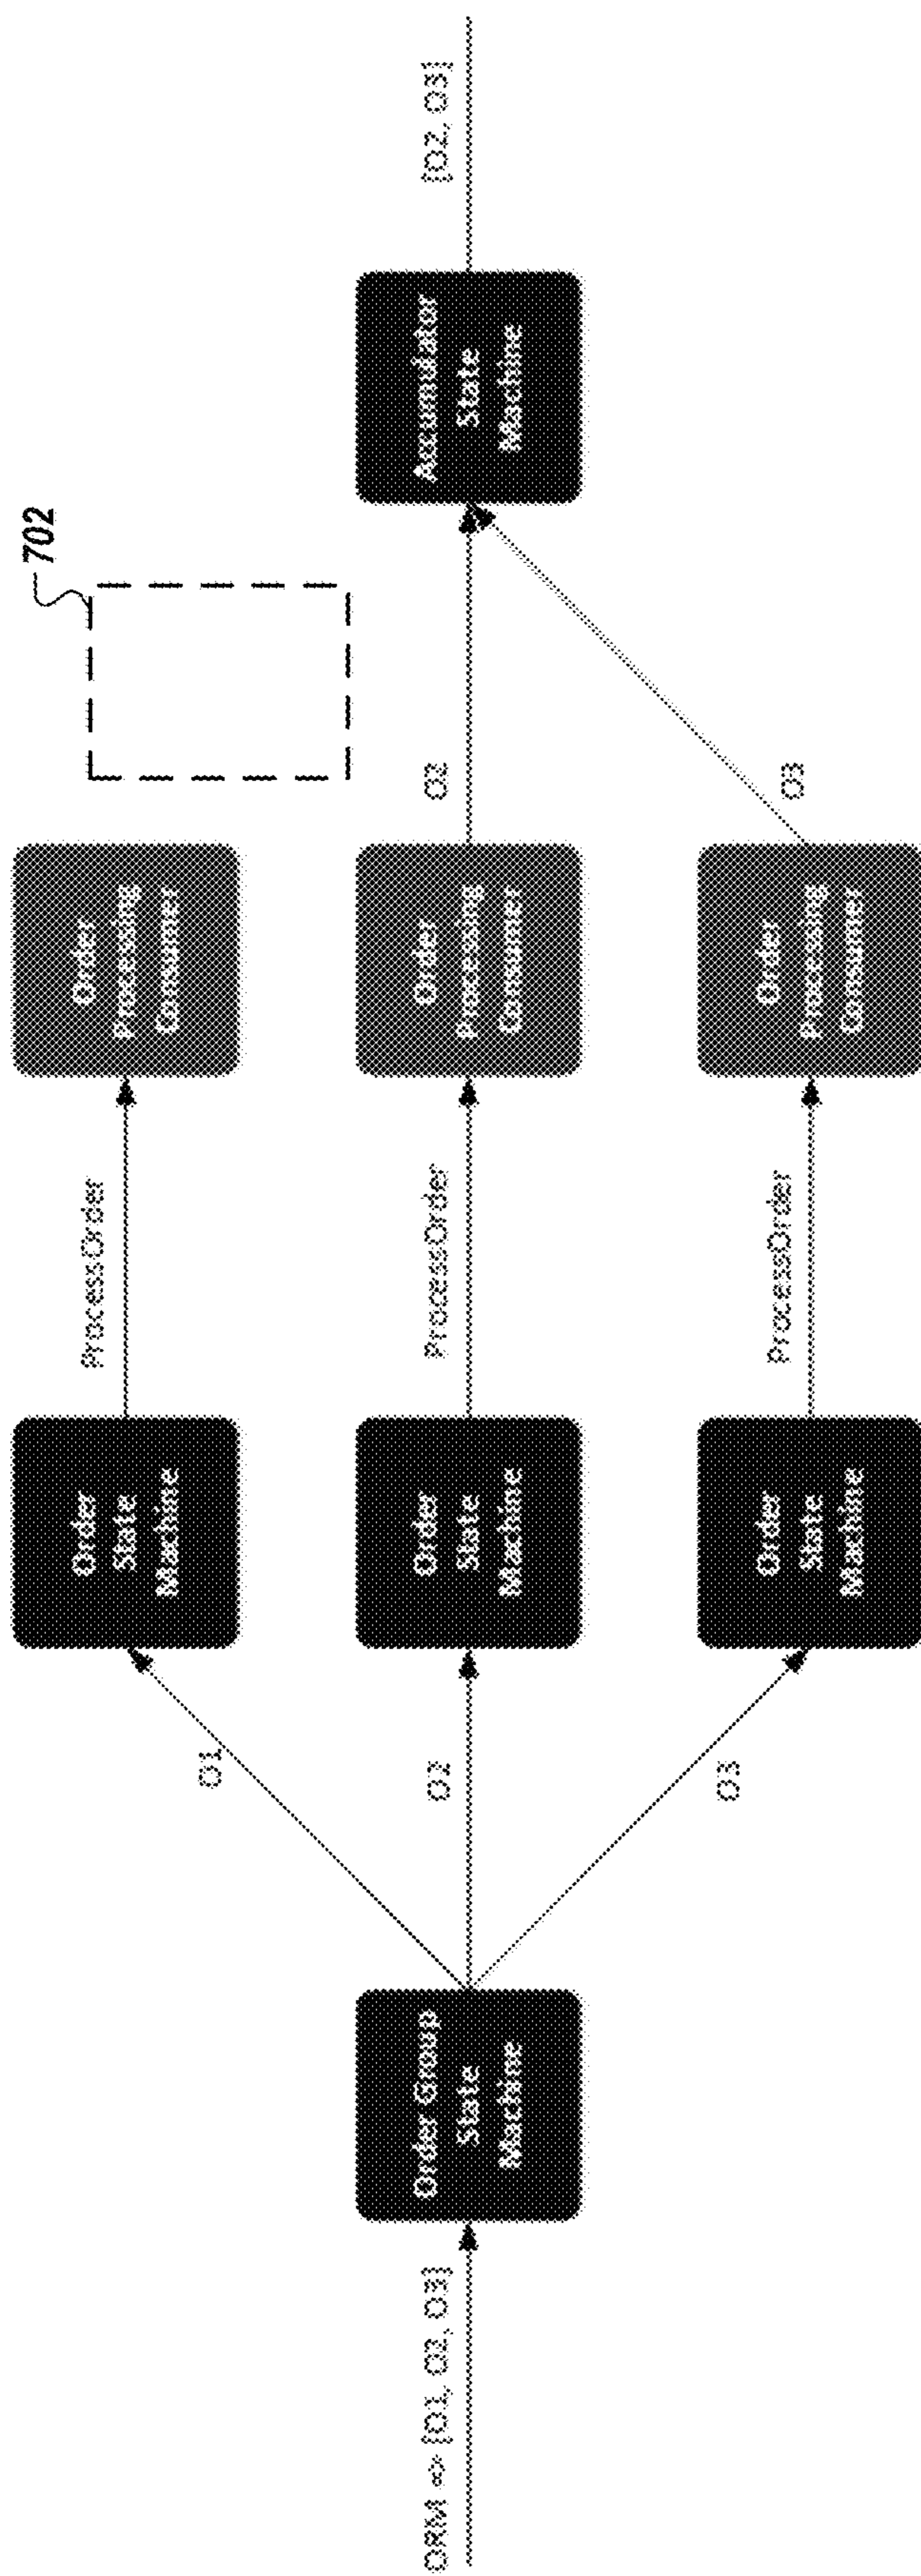 ORM => [O1, O2, O3]
Order Group
State
Machine
O1
O2
O3
Order
State
Machine
Order
State
Machine
Order
State
Machine
ProcessOrder
ProcessOrder
ProcessOrder
Order
Processing
Consumer
Order
Processing
Consumer
Order
Processing
Consumer
702
O2
O3
Accumulator
State
Machine
[O2, O3]